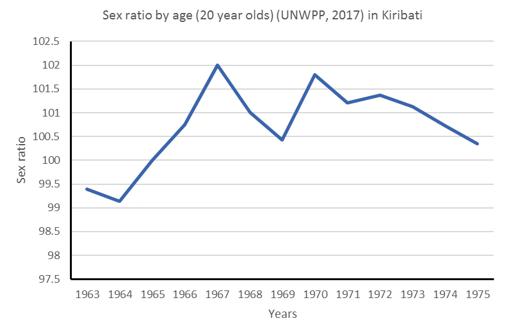 Sex ratio by age (20 year olds) (UNWPP, 2017) in Kiribati
102.5
102
101.5
101
100.5
100
99.5
99
98.5
98
97.5
Sex ratio
1963 1964 1965 1966 1967 1968 1969 1970 1971 1972 1973 1974 1975
Years